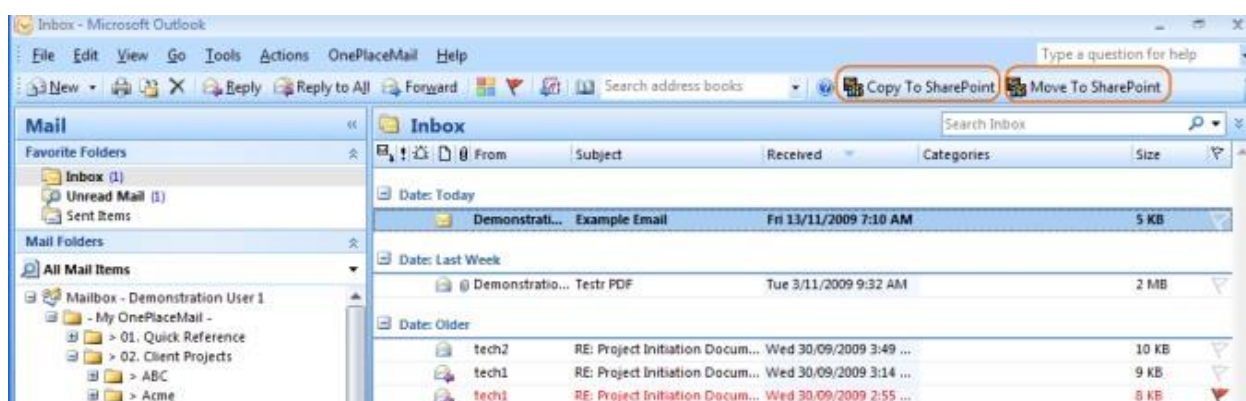 Inbox - Microsoft Outlook
File Edit View Go Tools Actions OnePlaceMail Help
Type a question for help
New Reply Reply to All Forward Search address books Copy To SharePoint Move To SharePoint
Mail
Favorite Folders
Inbox (1)
Unread Mail (1)
Sent Items
Mail Folders
All Mail Items
Mailbox - Demonstration User 1
- My OnePlaceMail -
> 01. Quick Reference
> 02. Client Projects
> ABC
> Acme
Inbox Search Inbox
From Subject Received Categories Size
Date: Today
Demonstrati... Example Email Fri 13/11/2009 7:10 AM 5 KB
Date: Last Week
Demonstratio... Testr PDF Tue 3/11/2009 9:32 AM 2 MB
Date: Older
tech2 RE: Project Initiation Docum... Wed 30/09/2009 3:49 ... 10 KB
tech1 RE: Project Initiation Docum... Wed 30/09/2009 3:14 ... 9 KB
tech1 RE: Project Initiation Docum... Wed 30/09/2009 2:55 ... 8 KB